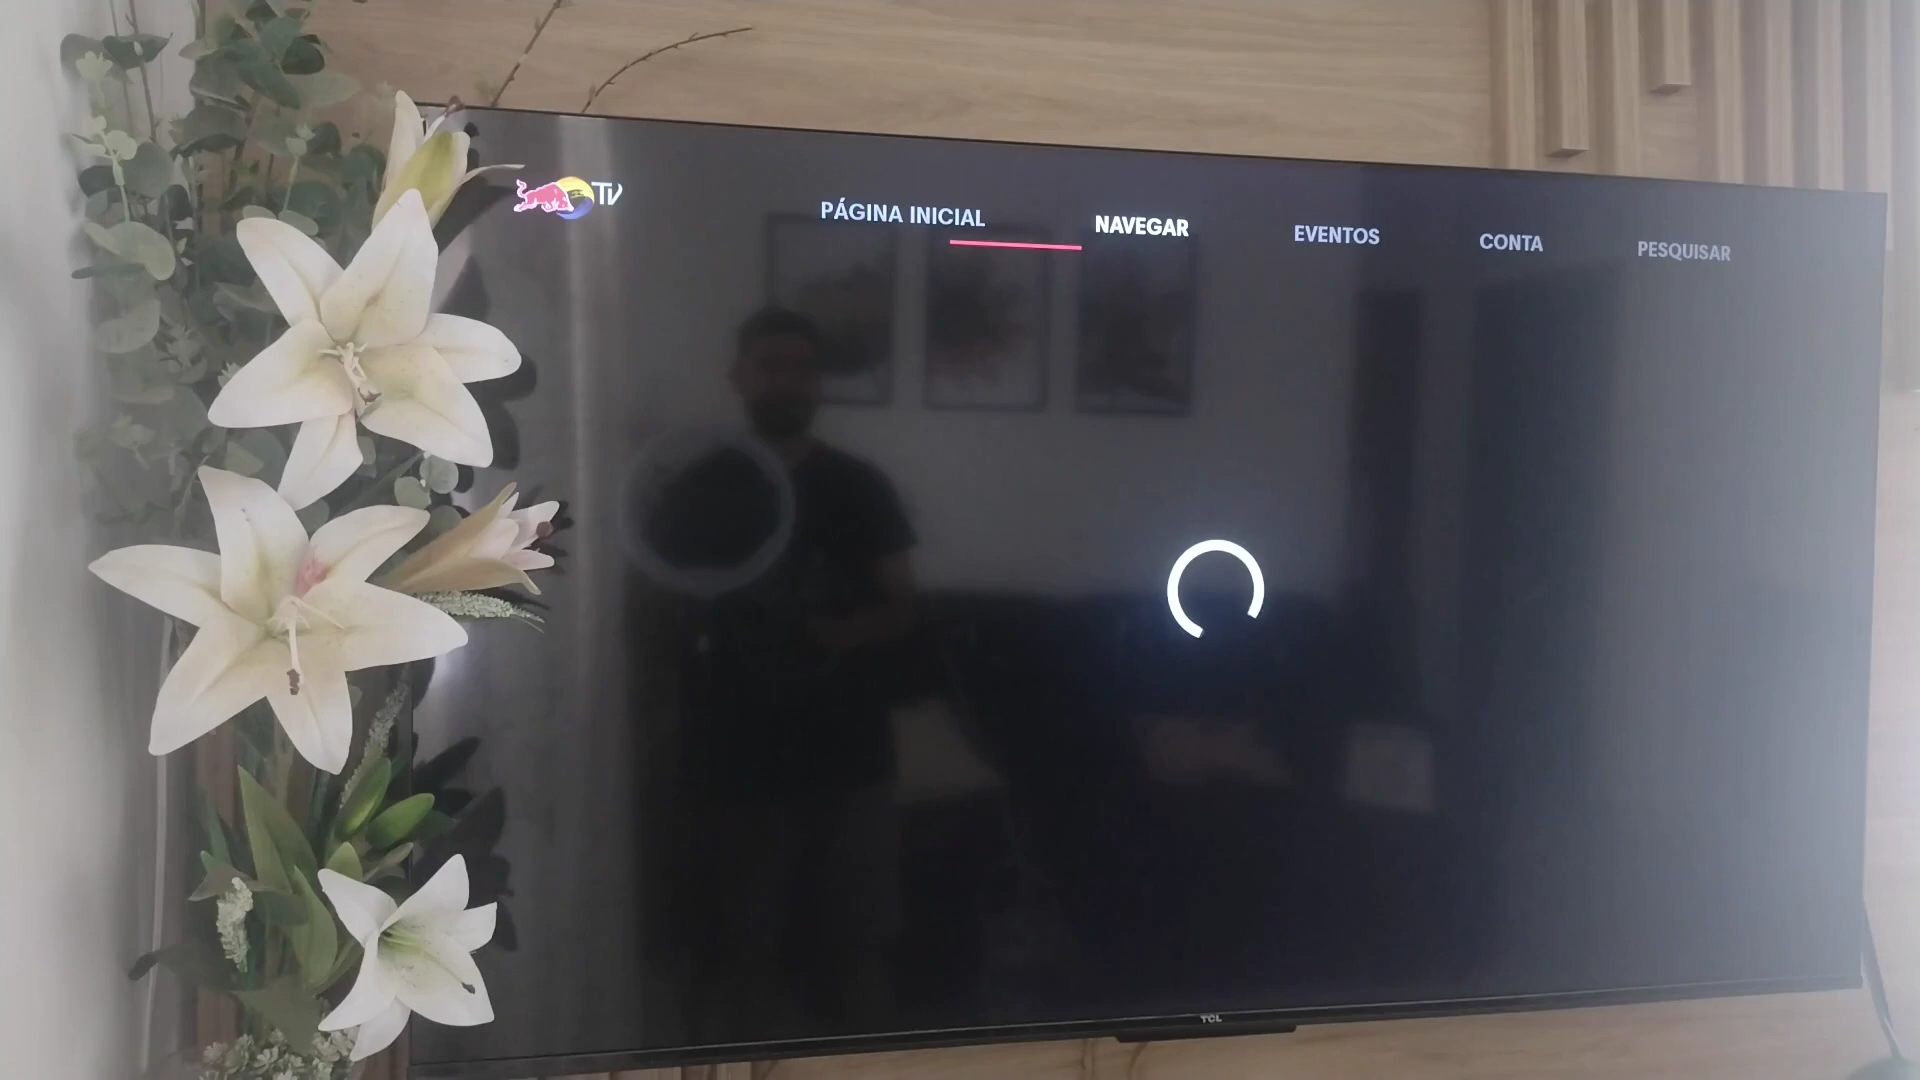 TV
PÁGINA INICIAL
NAVEGAR
EVENTOS
CONTA
PESQUISAR
TCL